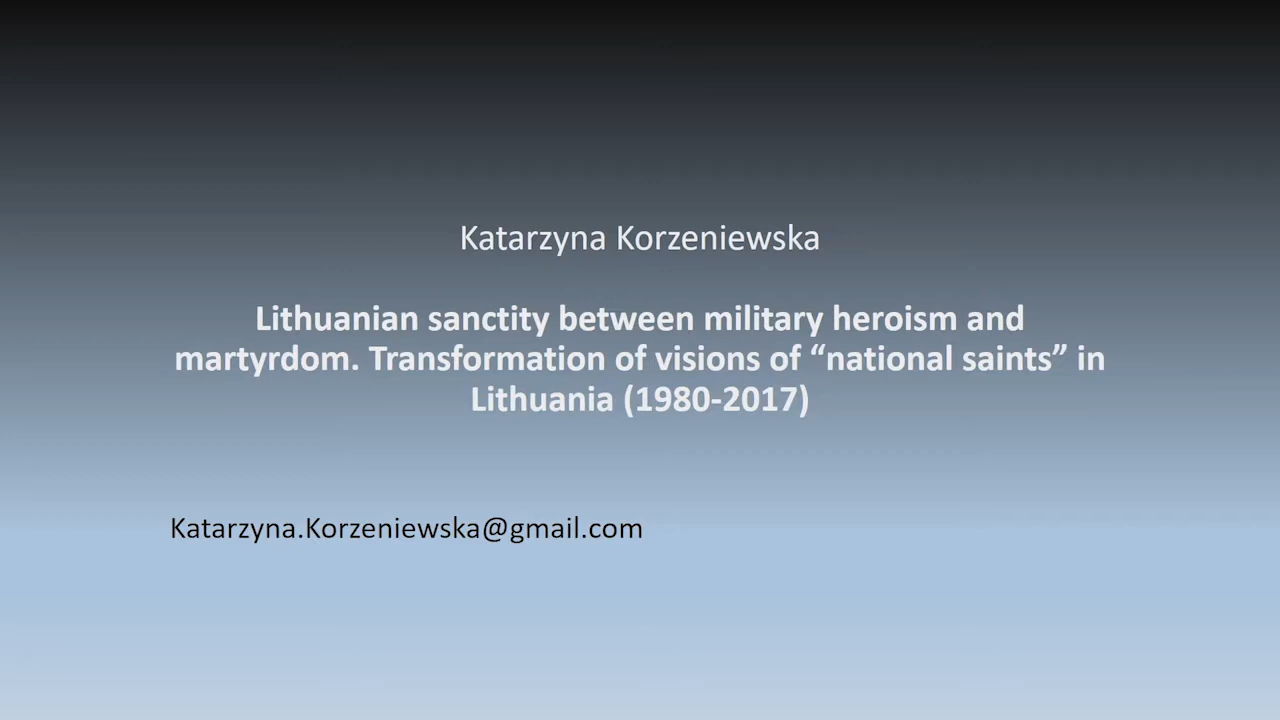 Katarzyna Korzeniewska
Lithuanian sanctity between military heroism and
martyrdom. Transformation of visions of “national saints” in
Lithuania (1980-2017)
Katarzyna.Korzeniewska@gmail.com